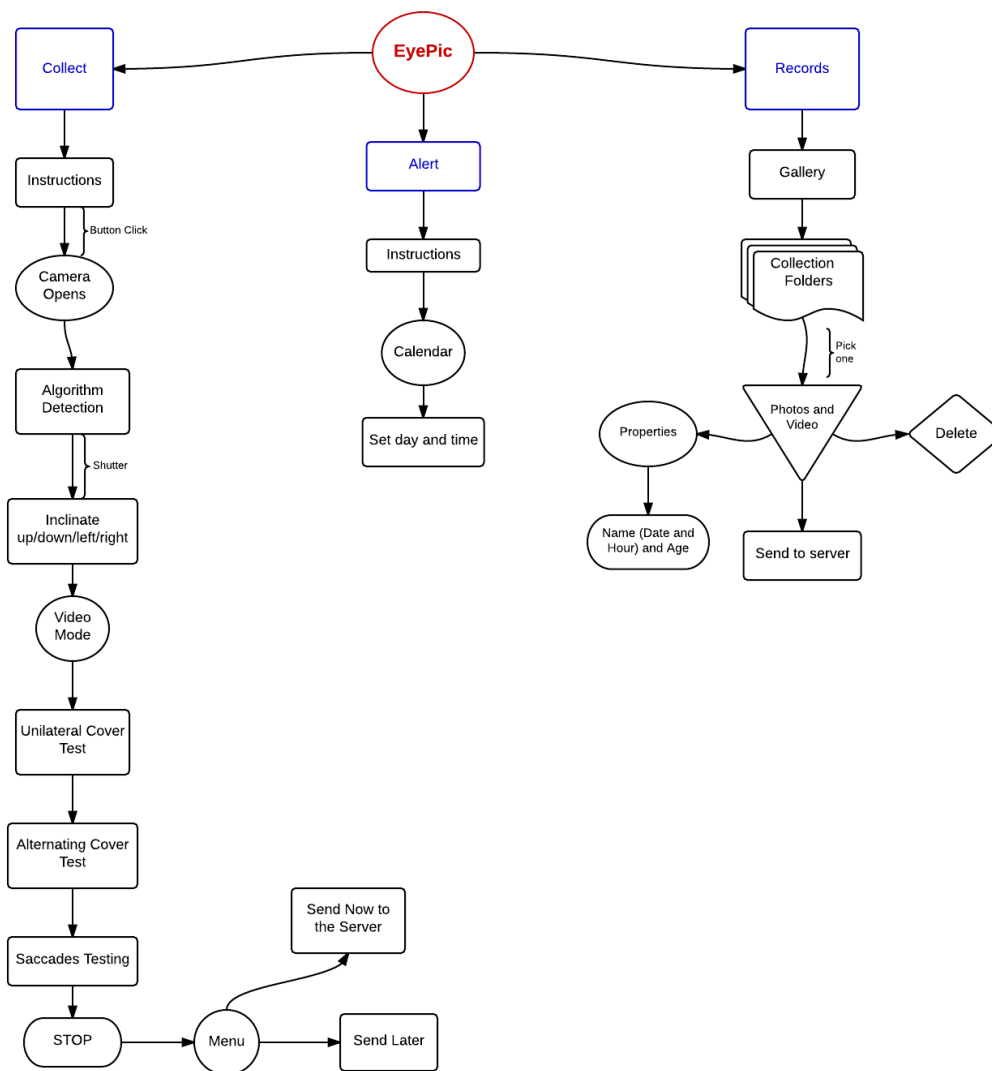 EyePic
Collect
Records
Alert
Instructions
Gallery
Button Click
Instructions
Collection
Folders
Camera
Opens
Calendar
Pick
one
Algorithm
Detection
Photos and
Video
Properties
Delete
Set day and time
Shutter
Inclinate
up/down/left/right
Name (Date and
Hour) and Age
Send to server
Video
Mode
Unilateral Cover
Test
Alternating Cover
Test
Send Now to
the Server
Saccades Testing
STOP
Menu
Send Later